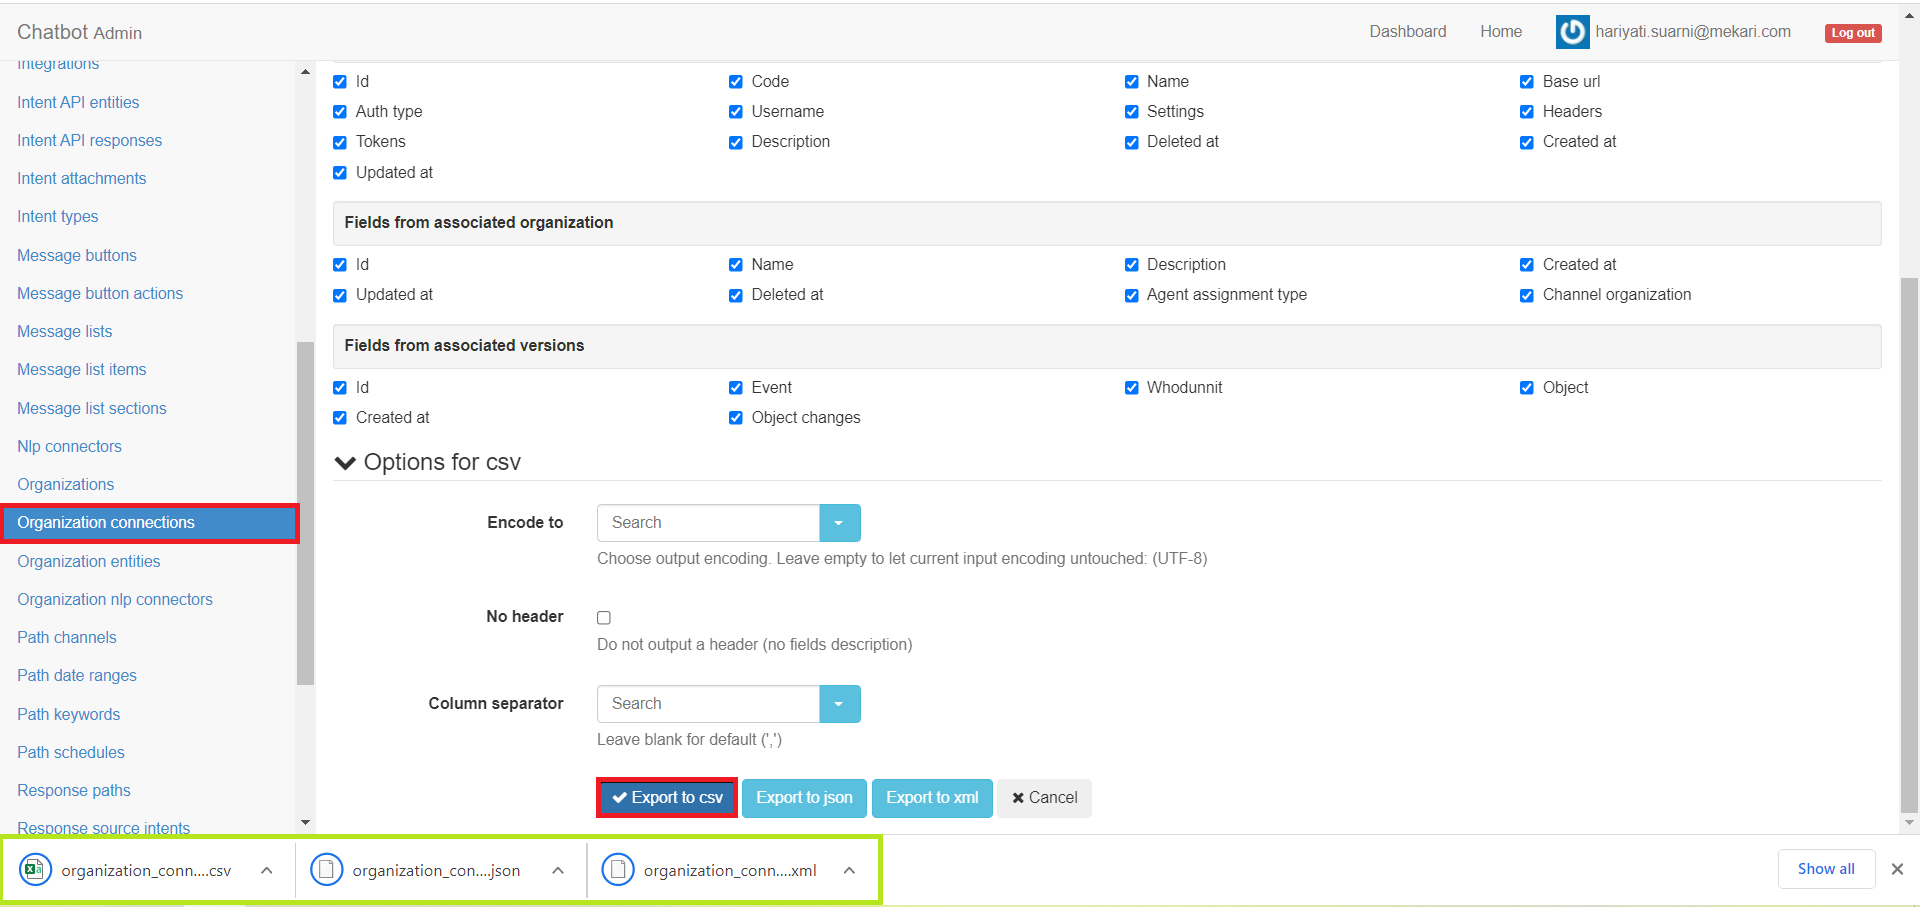 Chatbot Admin
Dashboard
Home
hariyati.suarni@mekari.com
Log out
Integrations
Intent API entities
Intent API responses
Intent attachments
Intent types
Message buttons
Message button actions
Message lists
Message list items
Message list sections
Nlp connectors
Organizations
Organization connections
Organization entities
Organization nlp connectors
Path channels
Path date ranges
Path keywords
Path schedules
Response paths
Response source intents
Id Code Name Base url
Auth type Username Settings Headers
Tokens Description Deleted at Created at
Updated at
Fields from associated organization
Id Name Description Created at
Updated at Deleted at Agent assignment type Channel organization
Fields from associated versions
Id Event Whodunnit Object
Created at Object changes
Options for csv
Encode to Search
Choose output encoding. Leave empty to let current input encoding untouched: (UTF-8)
No header
Do not output a header (no fields description)
Column separator Search
Leave blank for default (',')
Export to csv Export to json Export to xml Cancel
organization_conn....csv organization_con....json organization_conn....xml Show all